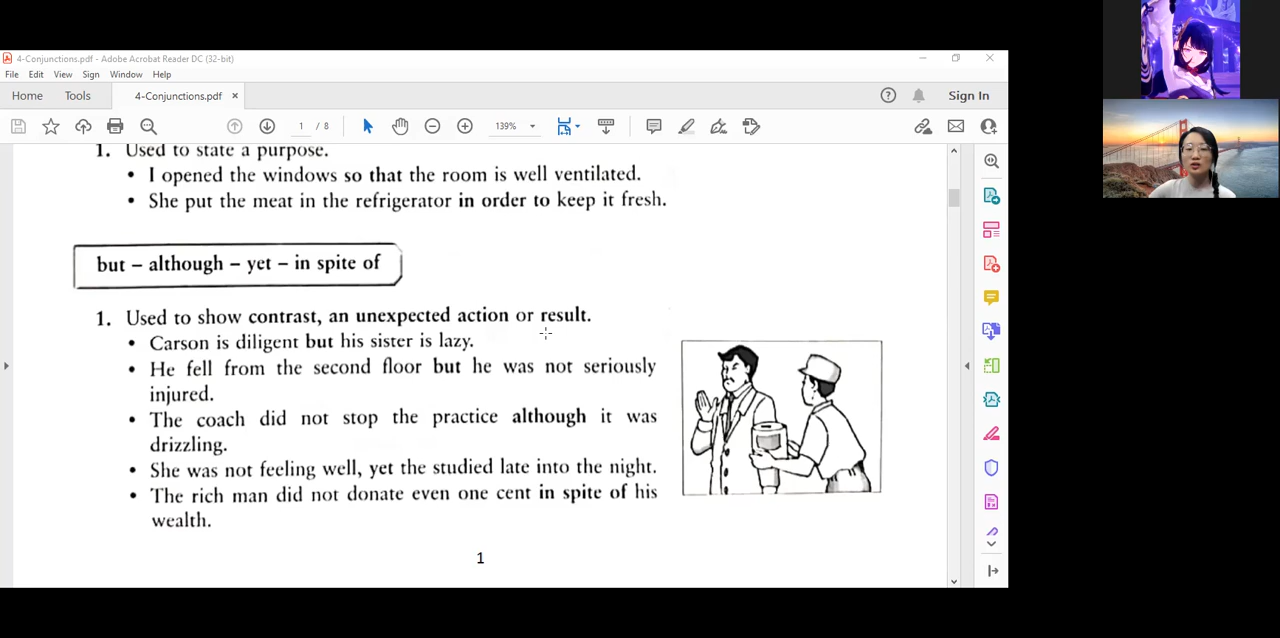 4-Conjunctions.pdf - Adobe Acrobat Reader DC (32-bit)
File Edit View Sign Window Help
Home Tools 4-Conjunctions.pdf × Sign In
1 / 8 139%
1. Used to state a purpose.
• I opened the windows so that the room is well ventilated.
• She put the meat in the refrigerator in order to keep it fresh.
but – although – yet – in spite of
1. Used to show contrast, an unexpected action or result.
• Carson is diligent but his sister is lazy.
• He fell from the second floor but he was not seriously
injured.
• The coach did not stop the practice although it was
drizzling.
• She was not feeling well, yet the studied late into the night.
• The rich man did not donate even one cent in spite of his
wealth.
1